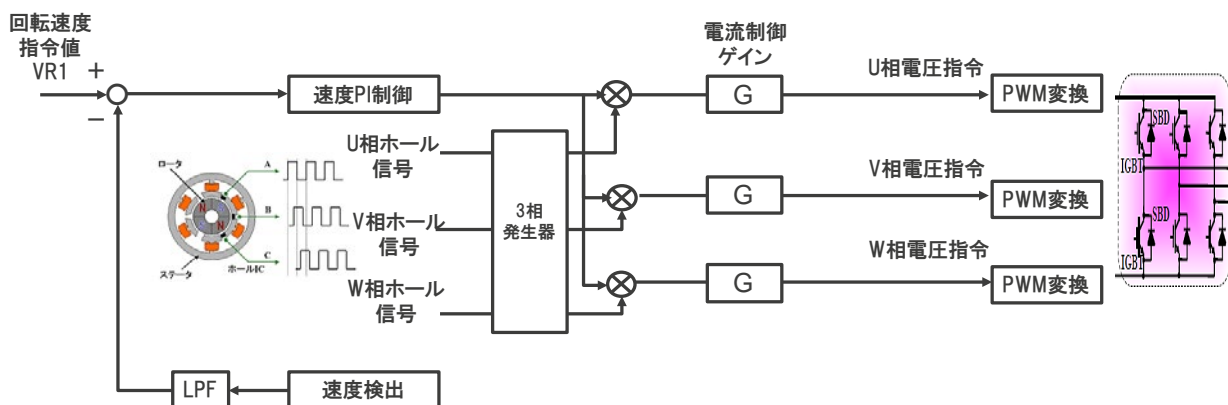 回転速度
指令値
VR1
+
−
速度PI制御
電流制御
ゲイン
G
U相電圧指令
PWM変換
U相ホール
信号
V相ホール
信号
W相ホール
信号
3相
発生器
G
V相電圧指令
PWM変換
G
W相電圧指令
PWM変換
SBD
IGBT
SBD
IGBT
ロータ
A
B
C
N
N
ステータ
ホールIC
LPF
速度検出